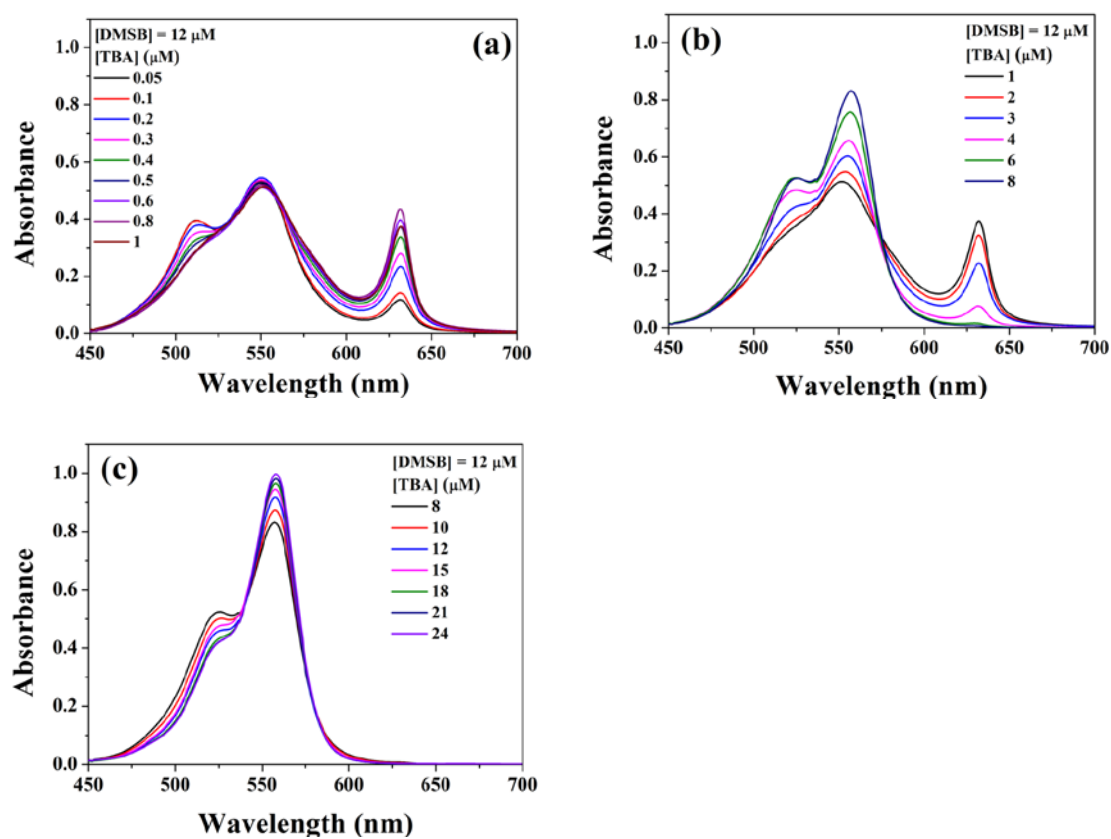 (a)
[DMSB] = 12 μM
[TBA] (μM)
0.05
0.1
0.2
0.3
0.4
0.5
0.6
0.8
1
1.0
0.8
0.6
0.4
0.2
0.0
Absorbance
450 500 550 600 650 700
Wavelength (nm)
(b)
[DMSB] = 12 μM
[TBA] (μM)
1
2
3
4
6
8
1.0
0.8
0.6
0.4
0.2
0.0
Absorbance
450 500 550 600 650 700
Wavelength (nm)
(c)
[DMSB] = 12 μM
[TBA] (μM)
8
10
12
15
18
21
24
1.0
0.8
0.6
0.4
0.2
0.0
Absorbance
450 500 550 600 650 700
Wavelength (nm)